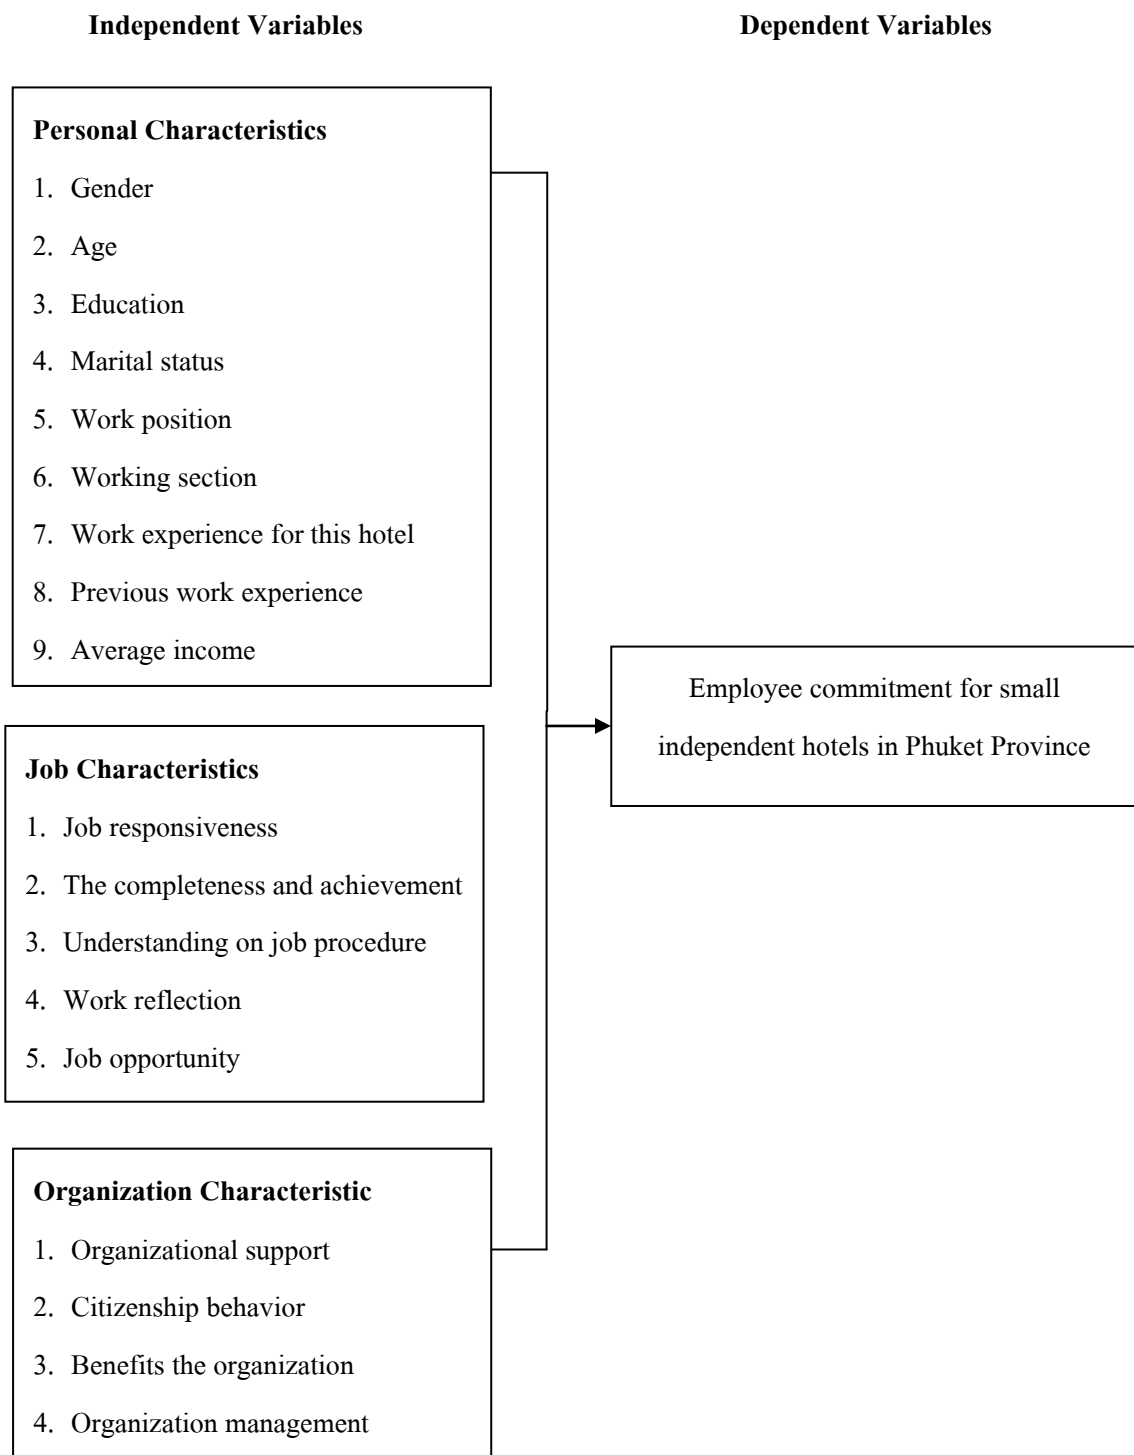 Independent Variables
Dependent Variables
Personal Characteristics
1. Gender
2. Age
3. Education
4. Marital status
5. Work position
6. Working section
7. Work experience for this hotel
8. Previous work experience
9. Average income
Employee commitment for small
independent hotels in Phuket Province
Job Characteristics
1. Job responsiveness
2. The completeness and achievement
3. Understanding on job procedure
4. Work reflection
5. Job opportunity
Organization Characteristic
1. Organizational support
2. Citizenship behavior
3. Benefits the organization
4. Organization management